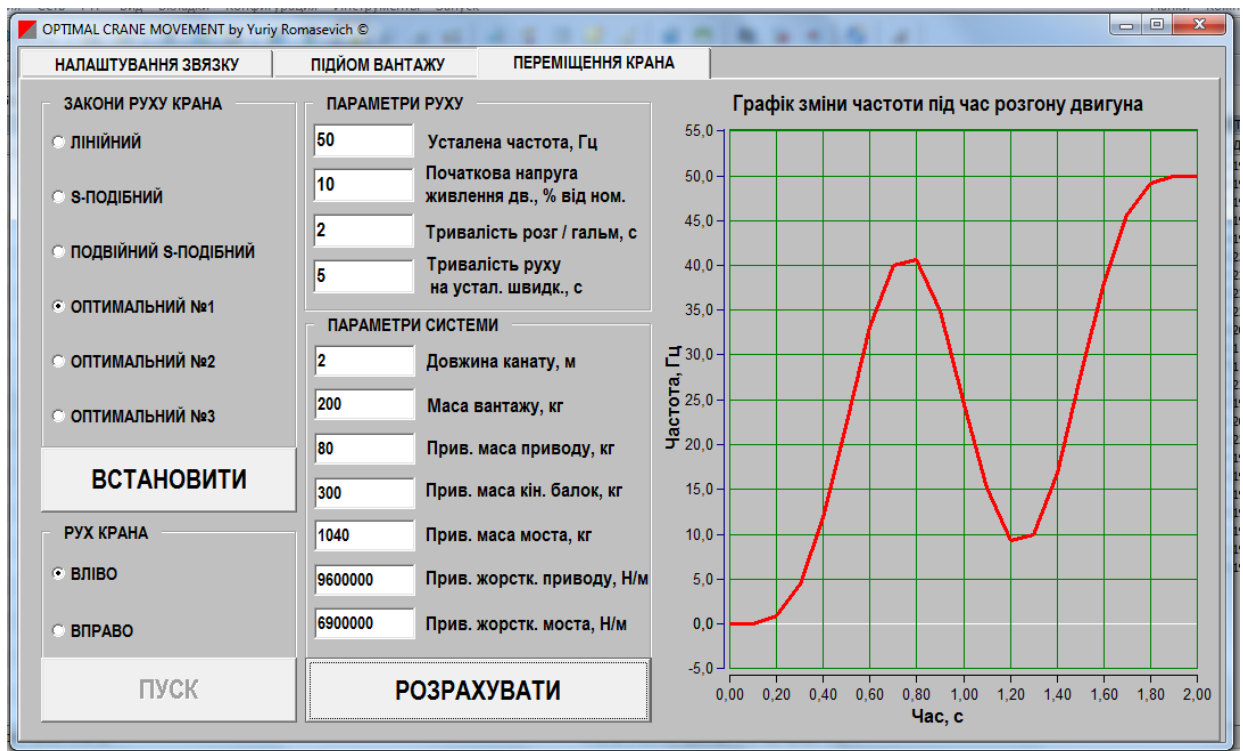 OPTIMAL CRANE MOVEMENT by Yuriy Romasevich ©
НАЛАШТУВАННЯ ЗВЯЗКУ
ПІДЙОМ ВАНТАЖУ
ПЕРЕМІЩЕННЯ КРАНА
ЗАКОНИ РУХУ КРАНА
ЛІНІЙНИЙ
S-ПОДІБНИЙ
ПОДВІЙНИЙ S-ПОДІБНИЙ
ОПТИМАЛЬНИЙ №1
ОПТИМАЛЬНИЙ №2
ОПТИМАЛЬНИЙ №3
ВСТАНОВИТИ
РУХ КРАНА
ВЛІВО
ВПРАВО
ПУСК
ПАРАМЕТРИ РУХУ
50 Усталена частота, Гц
10 Початкова напруга
живлення дв., % від ном.
2 Тривалість розг / гальм, с
5 Тривалість руху
на устал. швидк., с
ПАРАМЕТРИ СИСТЕМИ
2 Довжина канату, м
200 Маса вантажу, кг
80 Прив. маса приводу, кг
300 Прив. маса кін. балок, кг
1040 Прив. маса моста, кг
9600000 Прив. жорстк. приводу, Н/м
6900000 Прив. жорстк. моста, Н/м
РОЗРАХУВАТИ
Графік зміни частоти під час розгону двигуна
55,0
50,0
45,0
40,0
35,0
30,0
25,0
20,0
15,0
10,0
5,0
0,0
-5,0
Частота, Гц
0,00 0,20 0,40 0,60 0,80 1,00 1,20 1,40 1,60 1,80 2,00
Час, с